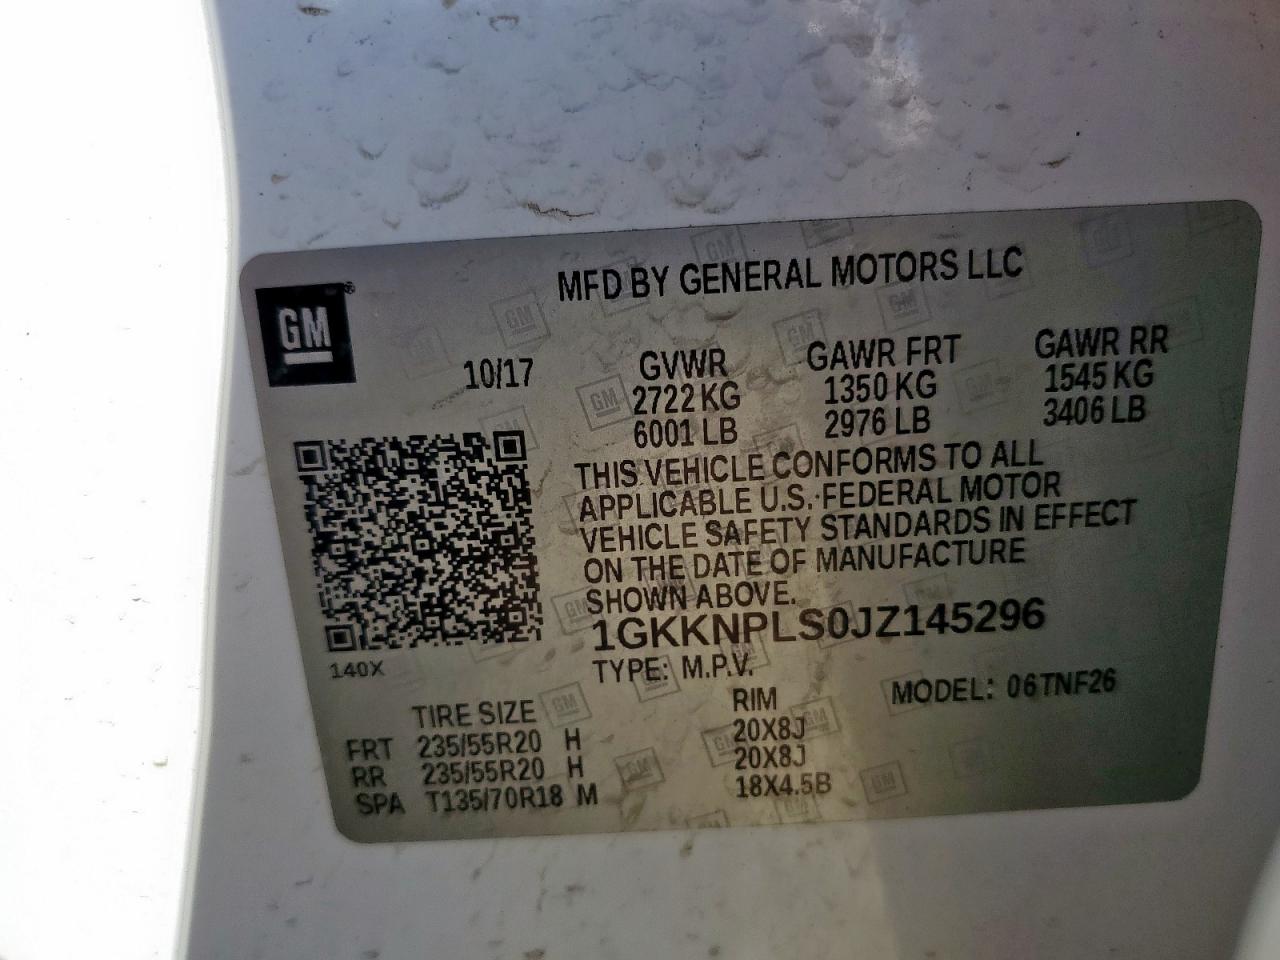 MFD BY GENERAL MOTORS LLC
GM®
10/17
GVWR GAWR FRT GAWR RR
2722 KG 1350 KG 1545 KG
6001 LB 2976 LB 3406 LB
THIS VEHICLE CONFORMS TO ALL
APPLICABLE U.S. FEDERAL MOTOR
VEHICLE SAFETY STANDARDS IN EFFECT
ON THE DATE OF MANUFACTURE
SHOWN ABOVE.
1GKKNPLS0JZ145296
140X
TYPE: M.P.V. MODEL: 06TNF26
TIRE SIZE RIM
FRT 235/55R20 H 20X8J
RR 235/55R20 H 20X8J
SPA T135/70R18 M 18X4.5B